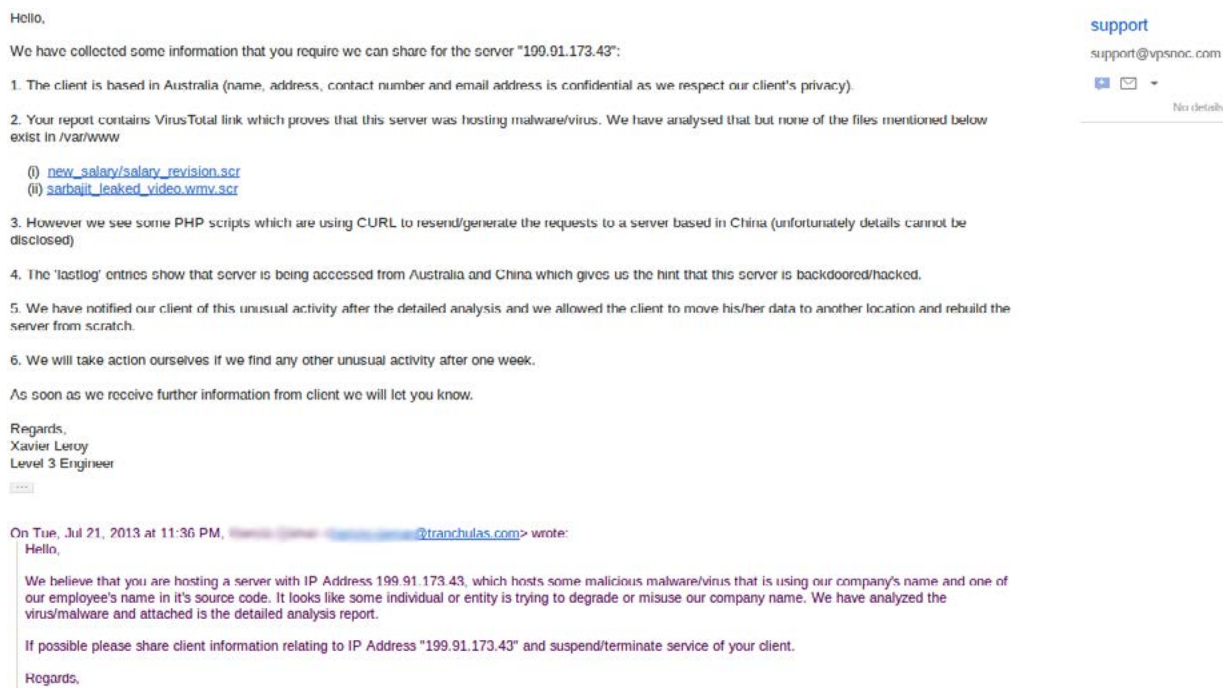 Hello,
We have collected some information that you require we can share for the server "199.91.173.43":
1. The client is based in Australia (name, address, contact number and email address is confidential as we respect our client's privacy).
2. Your report contains VirusTotal link which proves that this server was hosting malware/virus. We have analysed that but none of the files mentioned below
exist in /var/www
(i) new_salary/salary_revision.scr
(ii) sarbajit_leaked_video.wmv.scr
3. However we see some PHP scripts which are using CURL to resend/generate the requests to a server based in China (unfortunately details cannot be
disclosed)
4. The 'lastlog' entries show that server is being accessed from Australia and China which gives us the hint that this server is backdoored/hacked.
5. We have notified our client of this unusual activity after the detailed analysis and we allowed the client to move his/her data to another location and rebuild the
server from scratch.
6. We will take action ourselves if we find any other unusual activity after one week.
As soon as we receive further information from client we will let you know.
Regards,
Xavier Leroy
Level 3 Engineer
...
On Tue, Jul 21, 2013 at 11:36 PM, @tranchulas.com> wrote:
Hello,
We believe that you are hosting a server with IP Address 199.91.173.43, which hosts some malicious malware/virus that is using our company's name and one of
our employee's name in it's source code. It looks like some individual or entity is trying to degrade or misuse our company name. We have analyzed the
virus/malware and attached is the detailed analysis report.
If possible please share client information relating to IP Address "199.91.173.43" and suspend/terminate service of your client.
Regards,
support
support@vpsnoc.com
No details